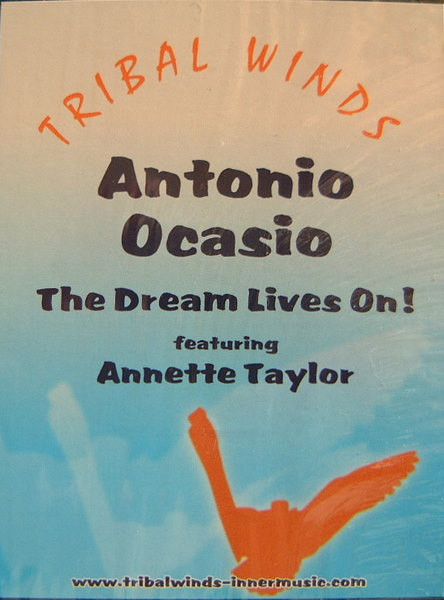 TRIBAL WINDS
Antonio
Ocasio
The Dream Lives On!
featuring
Annette Taylor
www.tribalwinds-innermusic.com